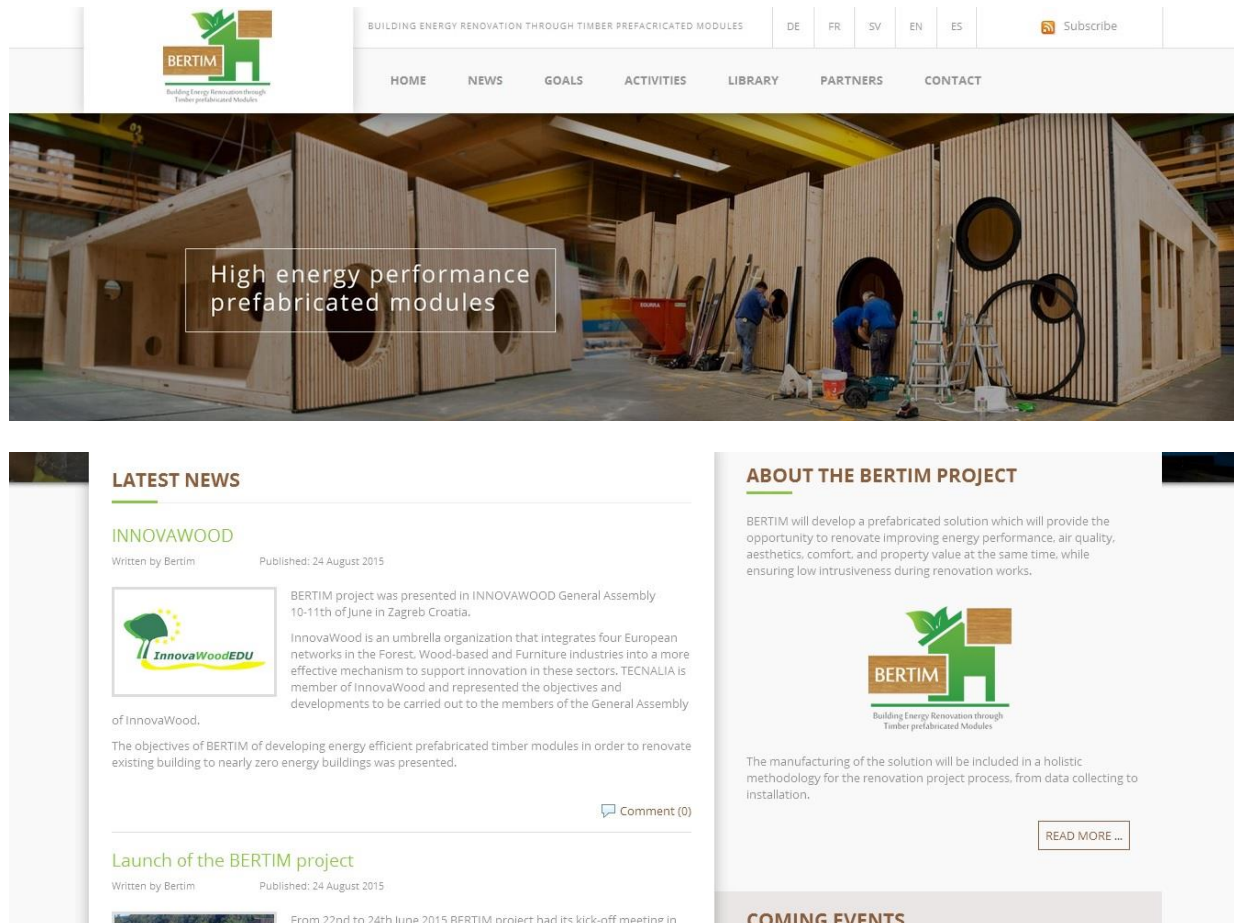 BERTIM
Building Energy Renovation through
Timber prefabricated Modules
BUILDING ENERGY RENOVATION THROUGH TIMBER PREFACRICATED MODULES
DE
FR
SV
EN
ES
Subscribe
HOME
NEWS
GOALS
ACTIVITIES
LIBRARY
PARTNERS
CONTACT
High energy performance
prefabricated modules
LATEST NEWS
INNOVAWOOD
Written by Bertim
Published: 24 August 2015
InnovaWoodEDU
BERTIM project was presented in INNOVAWOOD General Assembly
10-11th of June in Zagreb Croatia.
InnovaWood is an umbrella organization that integrates four European
networks in the Forest, Wood-based and Furniture industries into a more
effective mechanism to support innovation in these sectors. TECNALIA is
member of InnovaWood and represented the objectives and
developments to be carried out to the members of the General Assembly
of InnovaWood.
The objectives of BERTIM of developing energy efficient prefabricated timber modules in order to renovate
existing building to nearly zero energy buildings was presented.
Comment (0)
Launch of the BERTIM project
Written by Bertim
Published: 24 August 2015
From 22nd to 24th June 2015 BERTIM project had its kick-off meeting in
ABOUT THE BERTIM PROJECT
BERTIM will develop a prefabricated solution which will provide the
opportunity to renovate improving energy performance, air quality,
aesthetics, comfort, and property value at the same time, while
ensuring low intrusiveness during renovation works.
BERTIM
Building Energy Renovation through
Timber prefabricated Modules
The manufacturing of the solution will be included in a holistic
methodology for the renovation project process, from data collecting to
installation.
READ MORE ...
COMING EVENTS